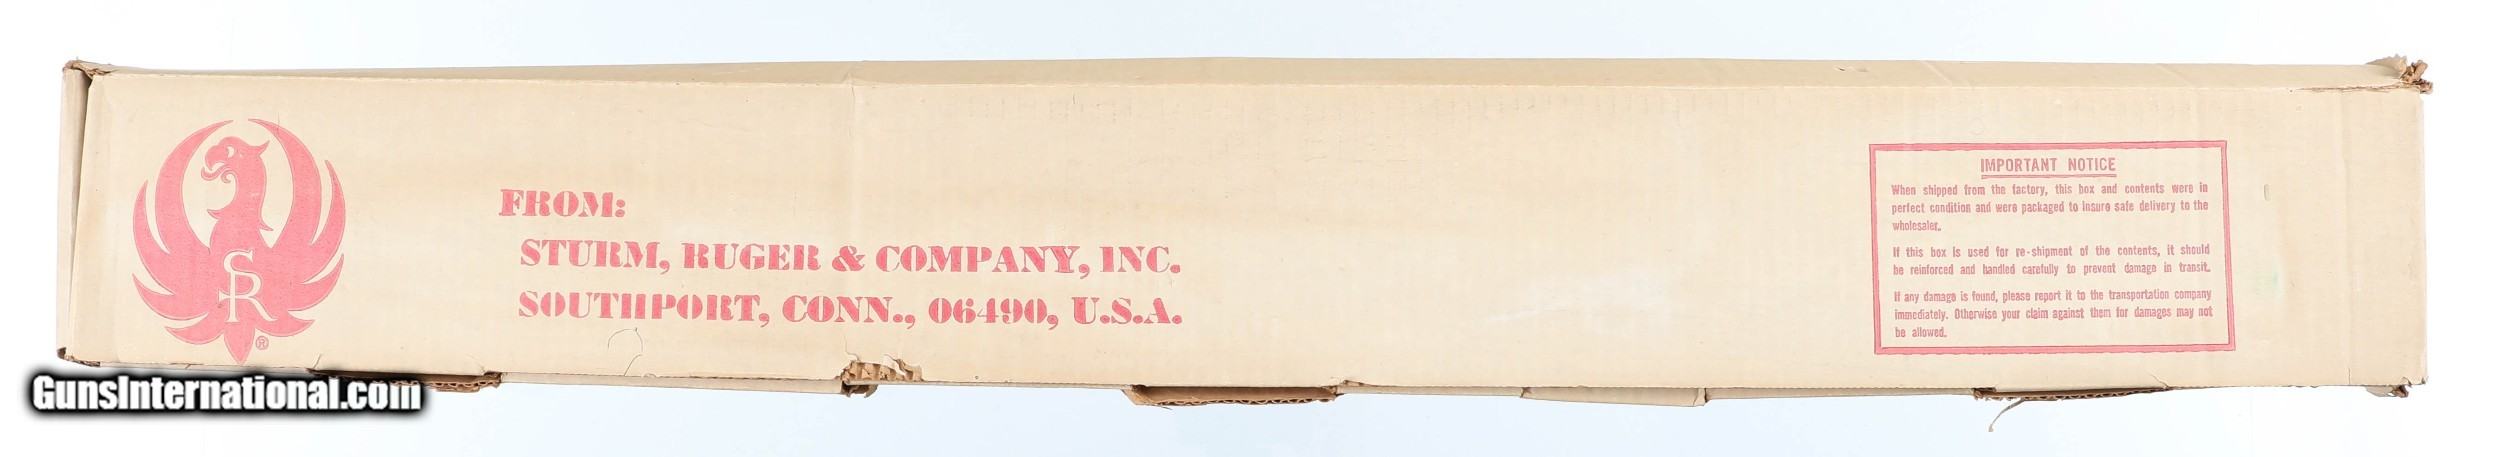 SR
®
FROM:
STURM, RUGER & COMPANY, INC.
SOUTHPORT, CONN., 06490, U.S.A.
IMPORTANT NOTICE
When shipped from the factory, this box and contents were in
perfect condition and were packaged to insure safe delivery to the
wholesaler.
If this box is used for re-shipment of the contents, it should
be reinforced and handled carefully to prevent damage in transit.
If any damage is found, please report it to the transportation company
immediately. Otherwise your claim against them for damages may not
be allowed.
GunsInternational.com